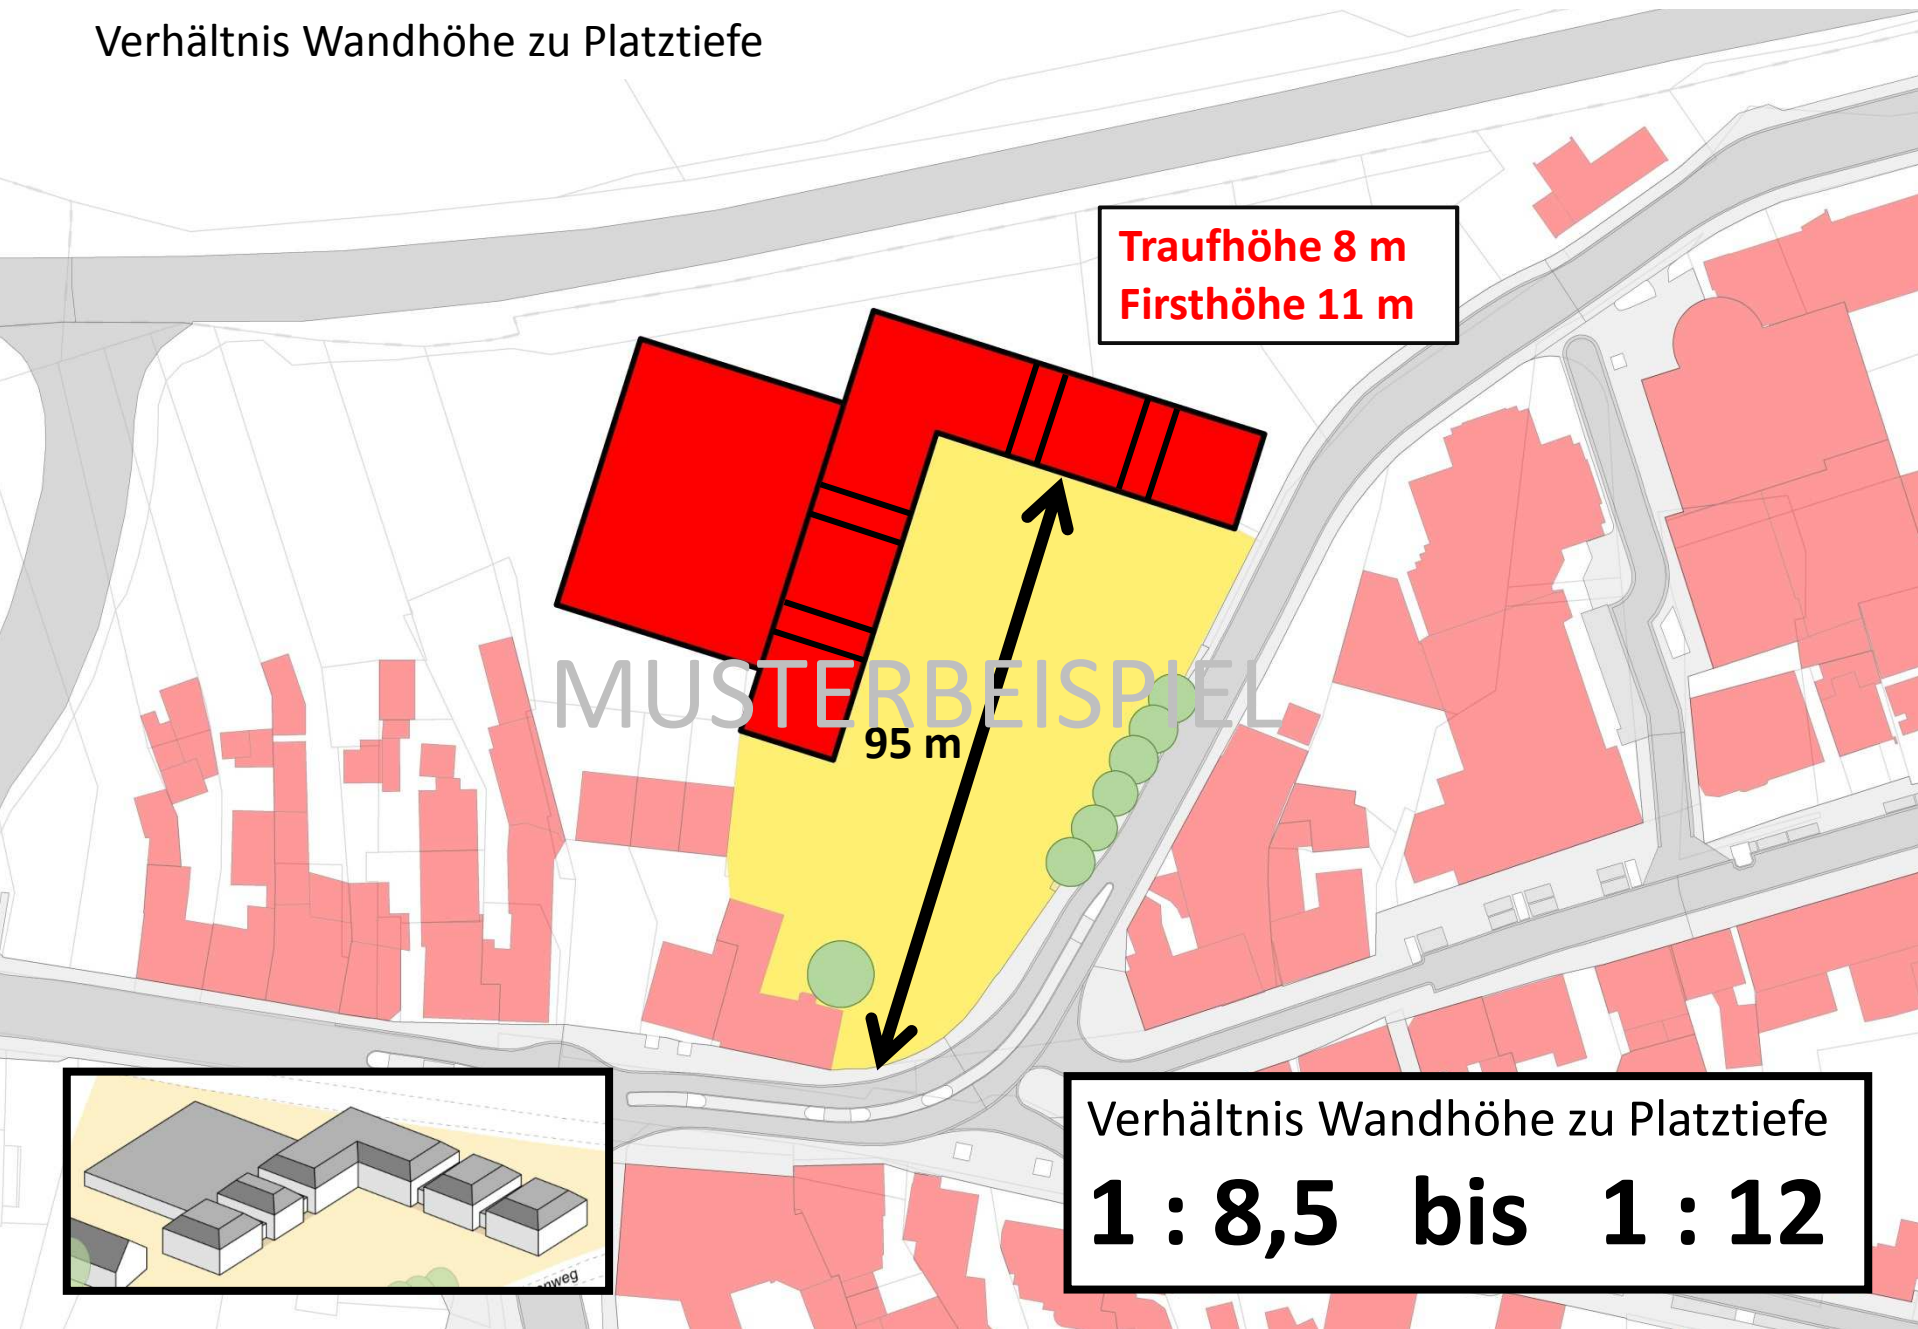 Verhältnis Wandhöhe zu Platztiefe
Traufhöhe 8 m
Firsthöhe 11 m
MUSTERBEISPIEL
95 m
Verhältnis Wandhöhe zu Platztiefe
1 : 8,5 bis 1 : 12